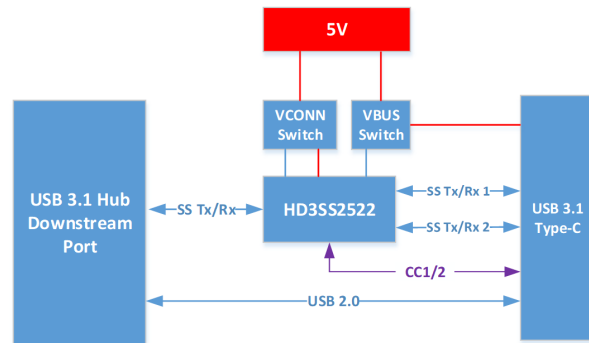 5V
VCONN
Switch
VBUS
Switch
USB 3.1 Hub
Downstream
Port
SS Tx/Rx
HD3SS2522
SS Tx/Rx 1
SS Tx/Rx 2
USB 3.1
Type-C
CC1/2
USB 2.0